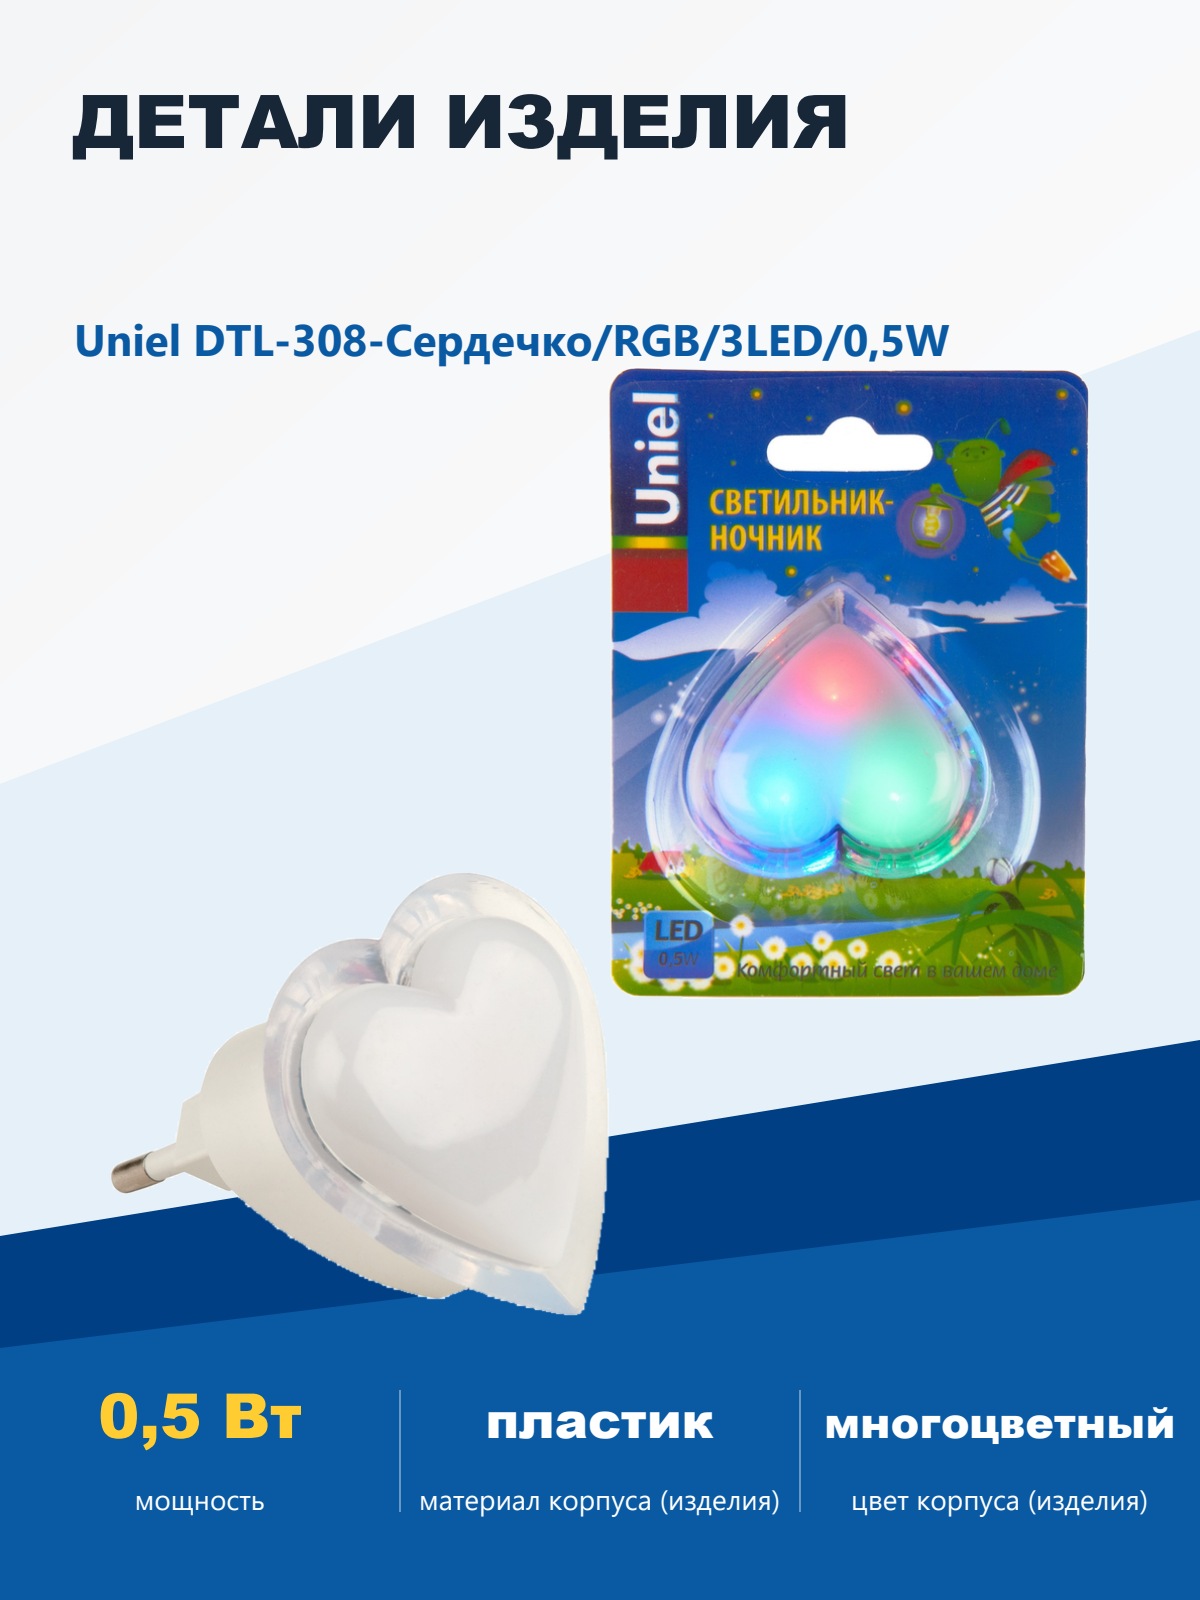 ДЕТАЛИ ИЗДЕЛИЯ
Uniel DTL-308-Сердечко/RGB/3LED/0,5W
Uniel
СВЕТИЛЬНИК-
НОЧНИК
LED
0,5W
Комфортный свет в вашем доме
0,5 Вт
мощность
пластик
материал корпуса (изделия)
многоцветный
цвет корпуса (изделия)